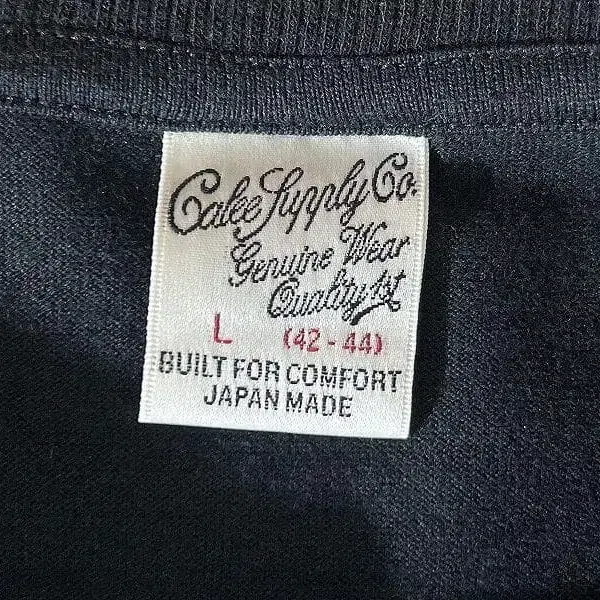 Calee Supply Co.
Genuine Wear
Quality 1st
L (42-44)
BUILT FOR COMFORT
JAPAN MADE